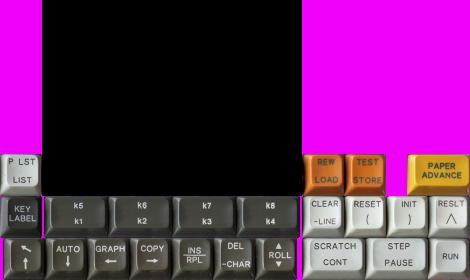 P LST
LIST
REW
LOAD
TEST
STORE
PAPER
ADVANCE
KEY
LABEL
k5
k1
k6
k2
k7
k3
k8
k4
CLEAR
-LINE
RESET
(
INIT
)
RESLT
/\
↖
↑
AUTO
↓
GRAPH
←
COPY
→
INS
RPL
DEL
-CHAR
▲
ROLL
▼
SCRATCH
CONT
STEP
PAUSE
RUN